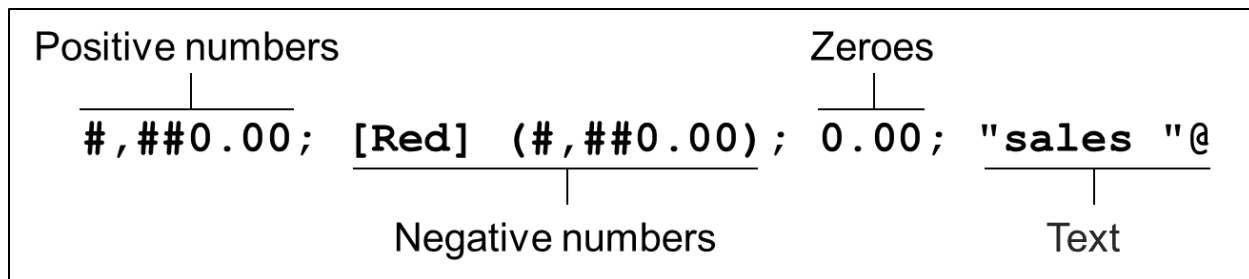 Positive numbers Zeroes
#,##0.00; [Red] (#,##0.00); 0.00; "sales "@
Negative numbers Text